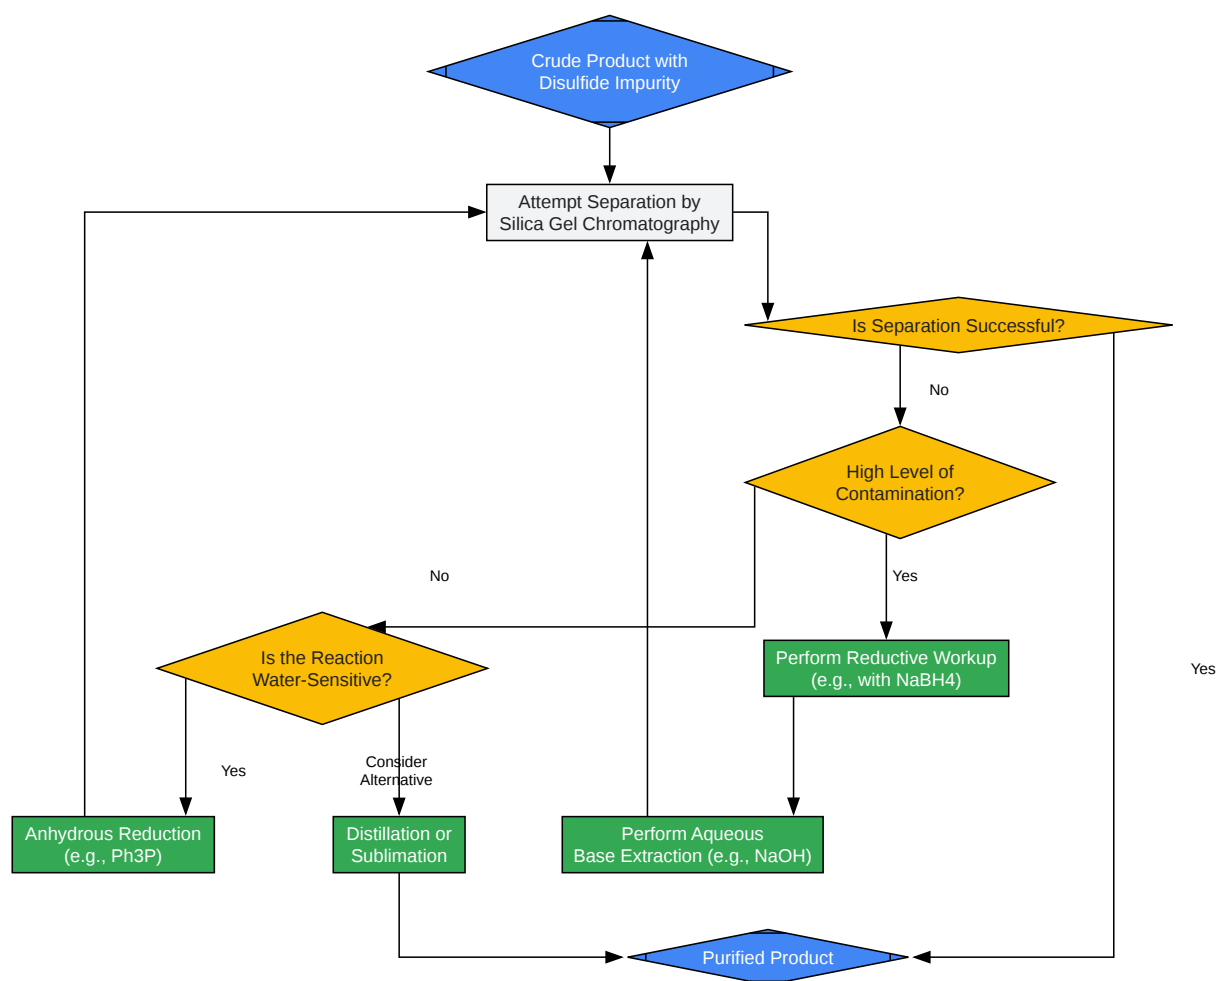 Crude Product with
Disulfide Impurity
Attempt Separation by
Silica Gel Chromatography
Is Separation Successful?
No
High Level of
Contamination?
No
Yes
Is the Reaction
Water-Sensitive?
Perform Reductive Workup
(e.g., with NaBH4)
Yes
Yes
Consider
Alternative
Anhydrous Reduction
(e.g., Ph3P)
Distillation or
Sublimation
Perform Aqueous
Base Extraction (e.g., NaOH)
Purified Product